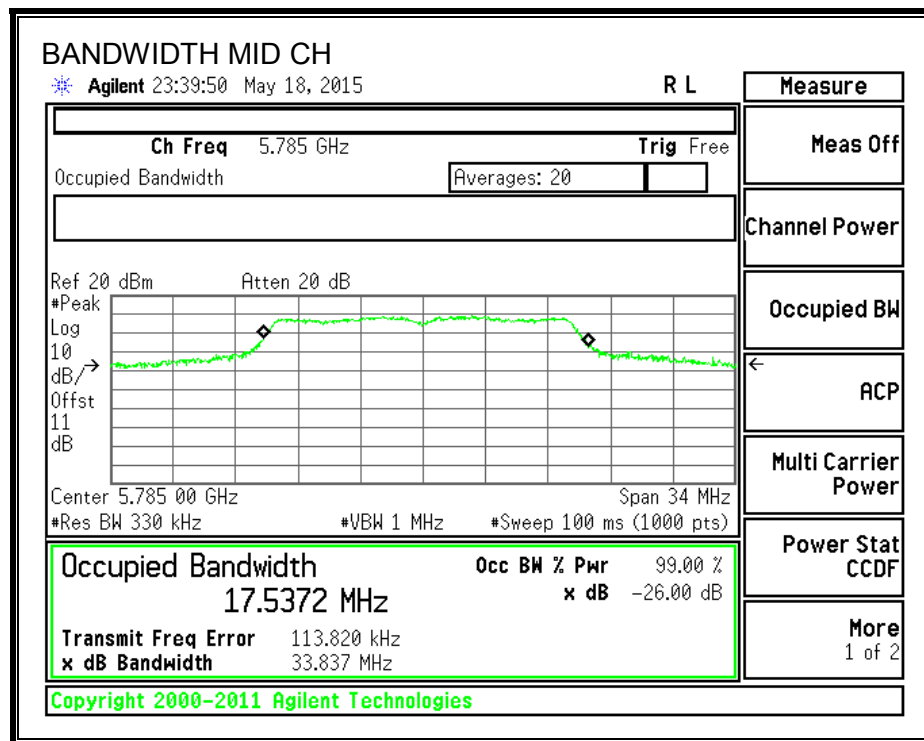 BANDWIDTH MID CH
Agilent 23:39:50 May 18, 2015 R L
Measure
Ch Freq 5.785 GHz Trig Free
Meas Off
Occupied Bandwidth Averages: 20
Channel Power
Ref 20 dBm Atten 20 dB
#Peak
Log
10
dB/
Offst
11
dB
Occupied BW
ACP
Multi Carrier
Power
Center 5.785 00 GHz Span 34 MHz
#Res BW 330 kHz #VBW 1 MHz #Sweep 100 ms (1000 pts)
Power Stat
CCDF
Occupied Bandwidth Occ BW % Pwr 99.00 %
17.5372 MHz x dB -26.00 dB
Transmit Freq Error 113.820 kHz
x dB Bandwidth 33.837 MHz
More
1 of 2
Copyright 2000-2011 Agilent Technologies